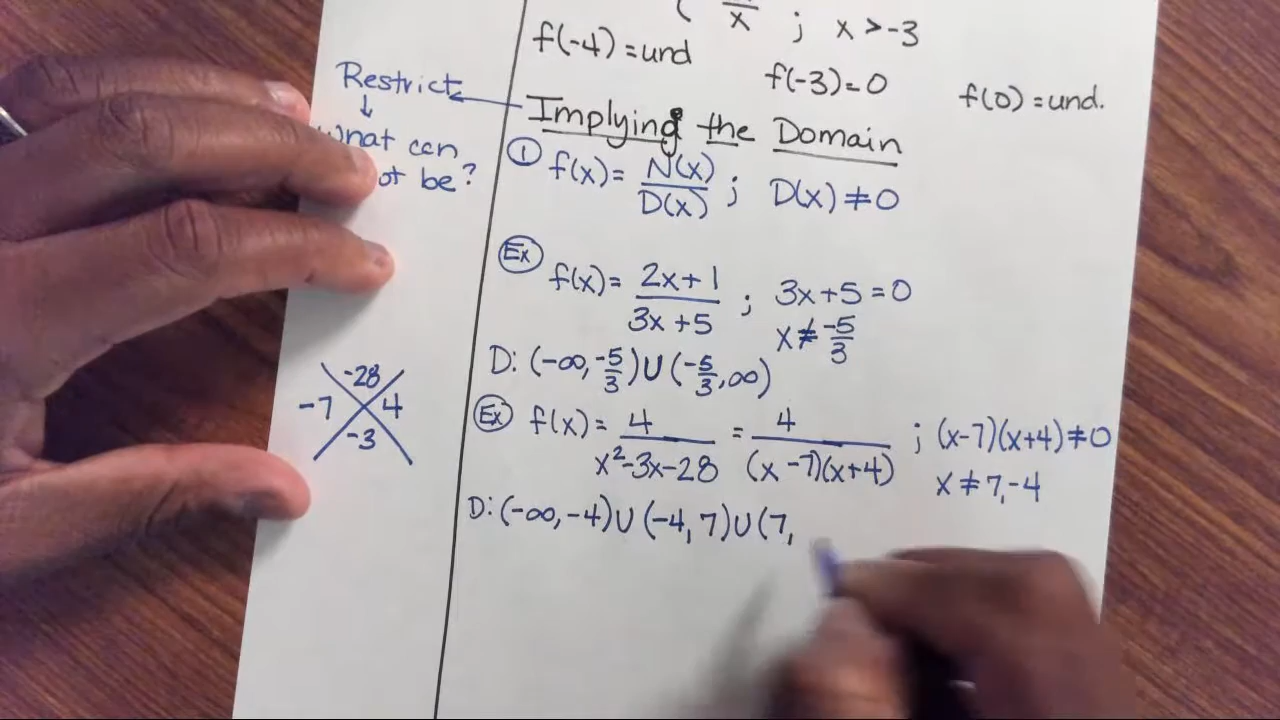 x ; x > -3
f(-4) = und
f(-3) = 0
f(0) = und.
Restrict
↓
What can
not be?
Implying the Domain
① f(x) = N(x)/D(x) ; D(x) ≠ 0
Ex f(x) = (2x+1)/(3x+5) ; 3x+5 = 0
x ≠ -5/3
D: (-∞, -5/3) ∪ (-5/3, ∞)
-28
-7 4
-3
Ex f(x) = 4/(x²-3x-28) = 4/((x-7)(x+4)) ; (x-7)(x+4) ≠ 0
x ≠ 7, -4
D: (-∞, -4) ∪ (-4, 7) ∪ (7,